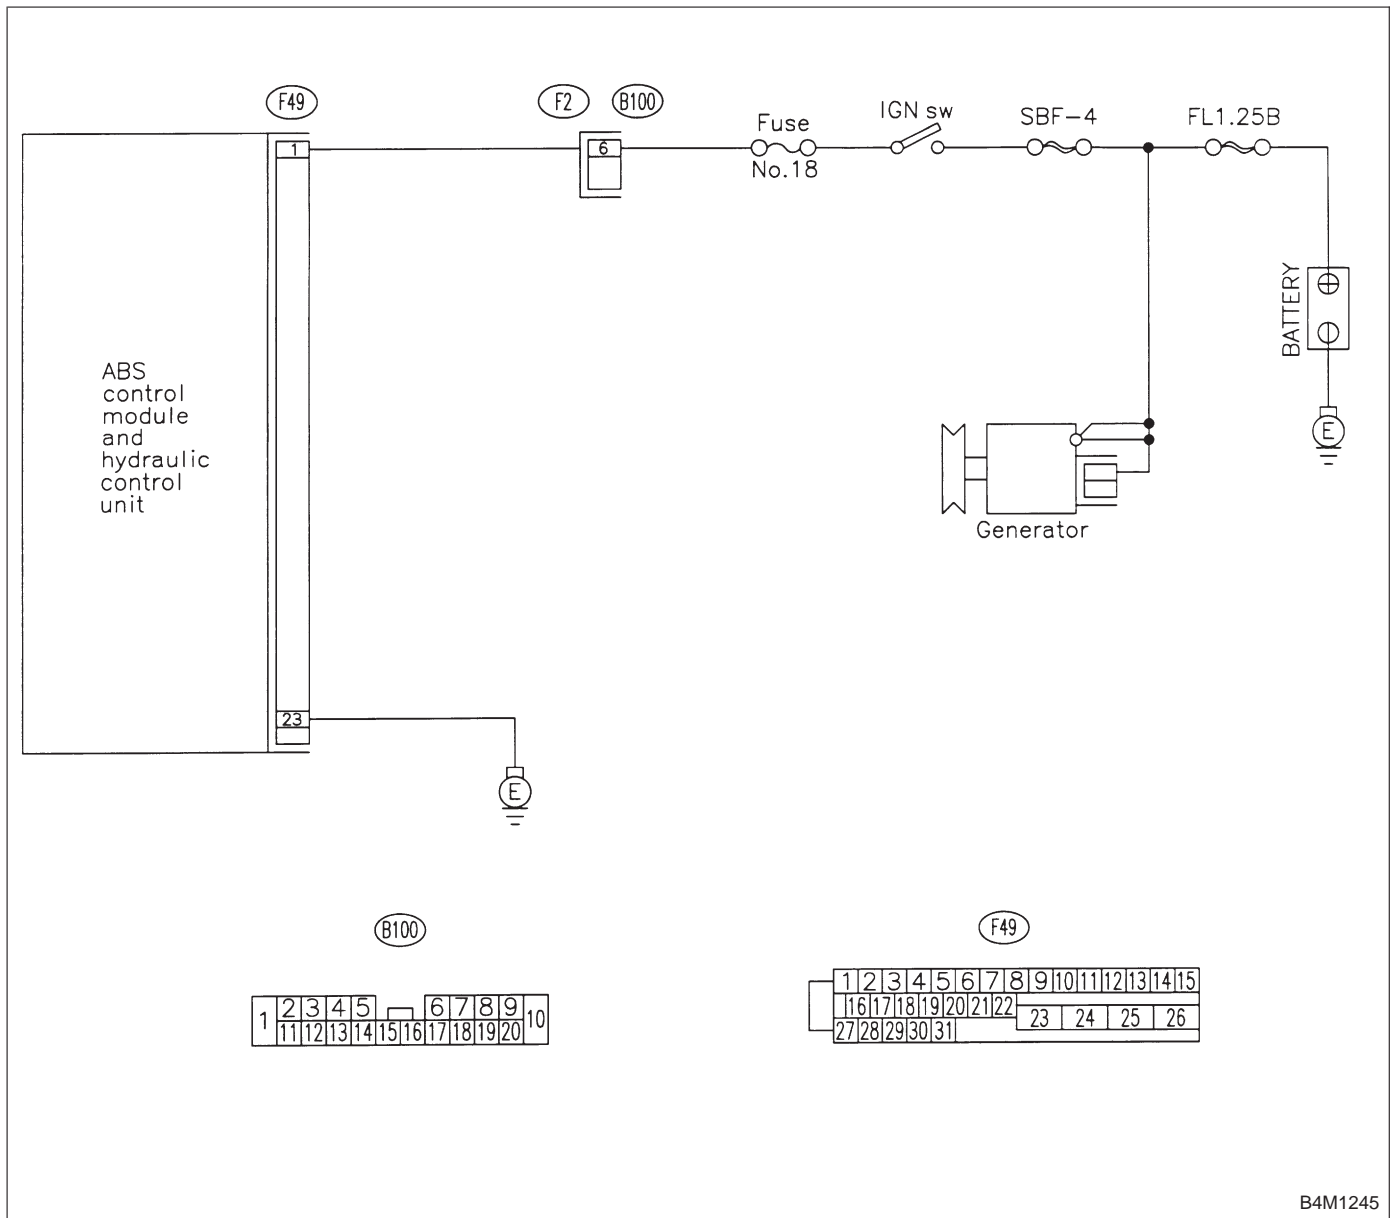 F49
F2
B100
Fuse
No.18
IGN sw
SBF-4
FL1.25B
1
6
BATTERY
E
ABS
control
module
and
hydraulic
control
unit
Generator
23
E
B100
1 2 3 4 5 6 7 8 9 10
11 12 13 14 15 16 17 18 19 20
F49
1 2 3 4 5 6 7 8 9 10 11 12 13 14 15
16 17 18 19 20 21 22
23 24 25 26
27 28 29 30 31
B4M1245